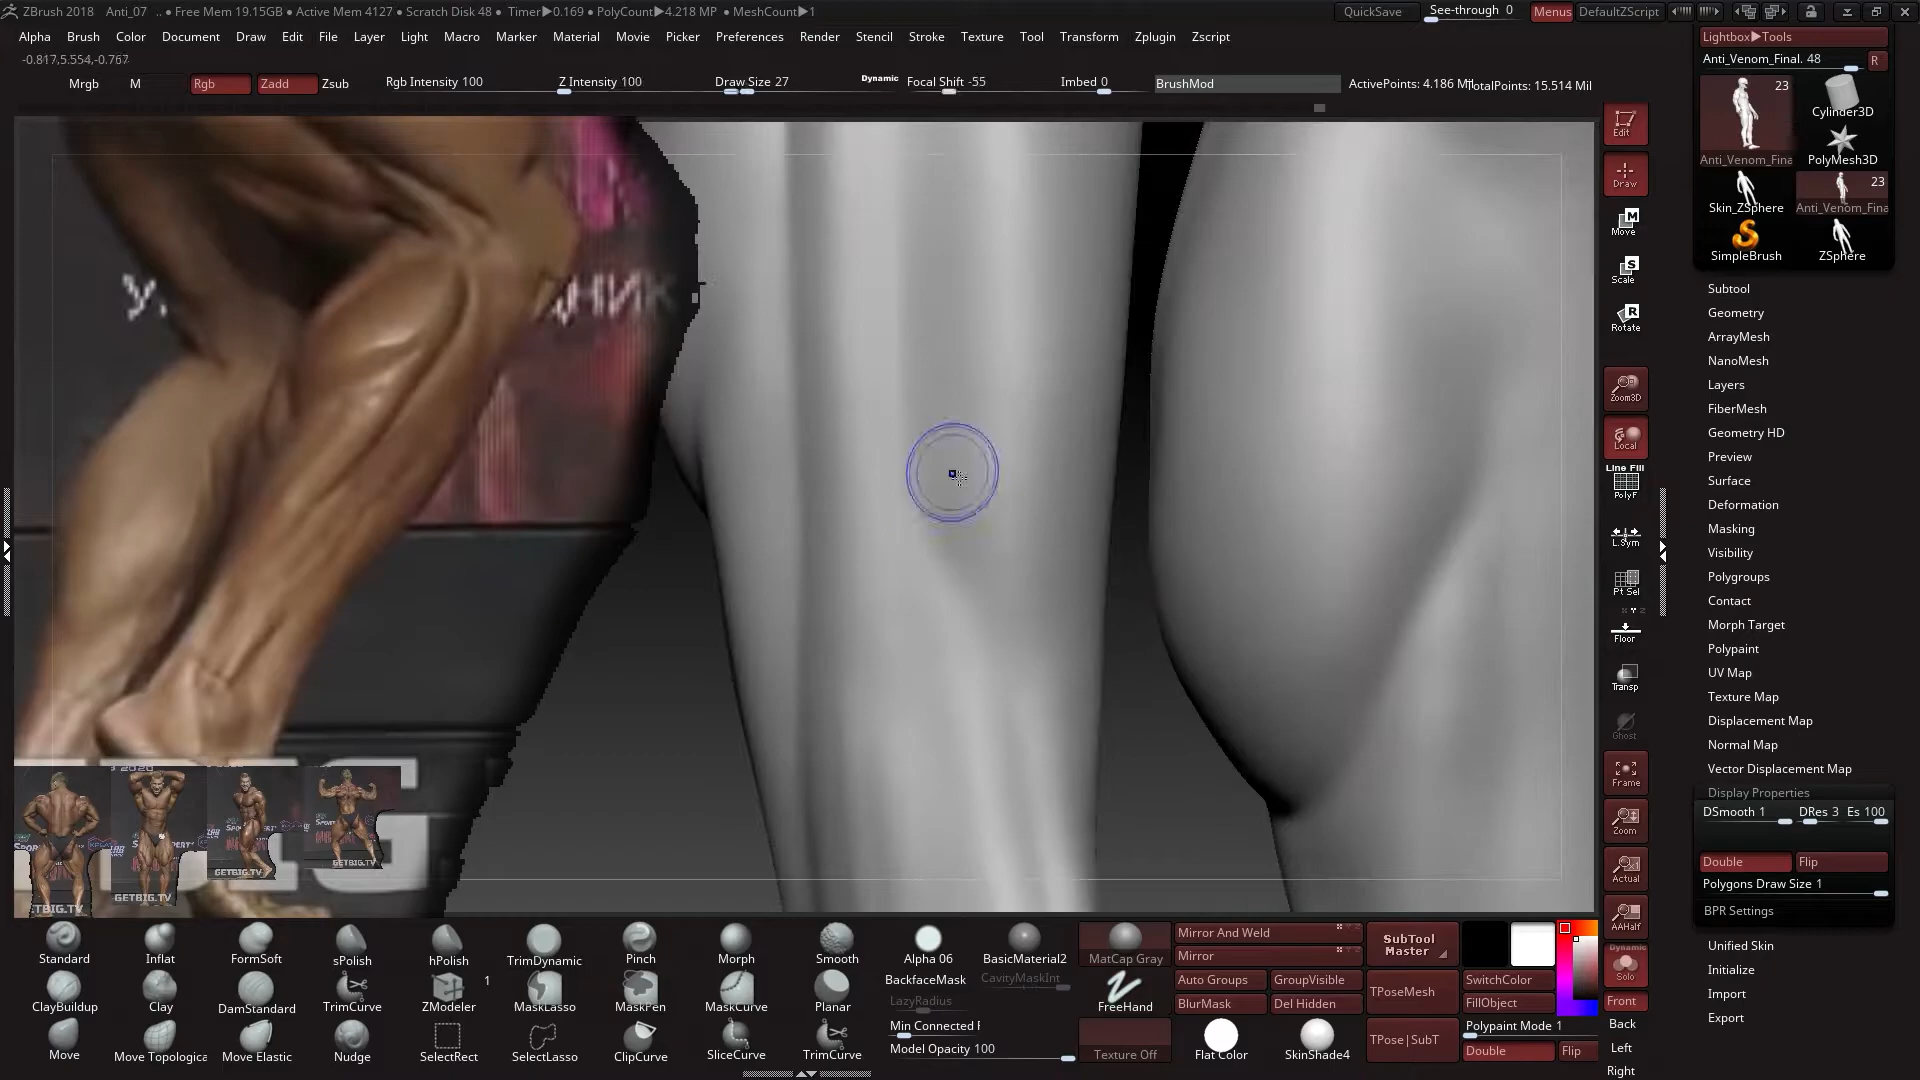 ZBrush 2018 Anti_07 .. ● Free Mem 19.15GB ● Active Mem 4127 ● Scratch Disk 48 ● Timer▶0.169 ● PolyCount▶4.218 MP ● MeshCount▶1
QuickSave See-through 0 Menus DefaultZScript
Alpha Brush Color Document Draw Edit File Layer Light Macro Marker Material Movie Picker Preferences Render Stencil Stroke Texture Tool Transform Zplugin Zscript
-0.817,5.554,-0.767
Mrgb M Rgb Zadd Zsub Rgb Intensity 100 Z Intensity 100 Draw Size 27 Dynamic Focal Shift -55 Imbed 0 BrushMod ActivePoints: 4.186 Mil TotalPoints: 15.514 Mil
Lightbox▶Tools
Anti_Venom_Final. 48 R
23
Cylinder3D
Anti_Venom_Fina PolyMesh3D
23
Skin_ZSphere Anti_Venom_Fina
SimpleBrush ZSphere
Edit
Draw
Move
Scale
Rotate
Zoom3D
Local
Line Fill
PolyF
L.Sym
Pt Sel
Floor
Transp
Ghost
Frame
Zoom
Actual
AAHalf
Dynamic
Solo
Front
Back
Left
Right
Subtool
Geometry
ArrayMesh
NanoMesh
Layers
FiberMesh
Geometry HD
Preview
Surface
Deformation
Masking
Visibility
Polygroups
Contact
Morph Target
Polypaint
UV Map
Texture Map
Displacement Map
Normal Map
Vector Displacement Map
Display Properties
DSmooth 1 DRes 3 Es 100
Double Flip
Polygons Draw Size 1
BPR Settings
Unified Skin
Initialize
Import
Export
GETBIG.TV
GETBIG.TV
GETBIG.TV
TBIG.TV
Standard Inflat FormSoft sPolish hPolish TrimDynamic Pinch Morph Smooth Alpha 06 BasicMaterial2 MatCap Gray
ClayBuildup Clay DamStandard TrimCurve ZModeler 1 MaskLasso MaskPen MaskCurve Planar BackfaceMask CavityMaskInt FreeHand
LazyRadius
Move Move Topologica Move Elastic Nudge SelectRect SelectLasso ClipCurve SliceCurve TrimCurve
Min Connected F
Model Opacity 100
Texture Off Flat Color SkinShade4
Mirror And Weld
Mirror
Auto Groups GroupVisible
BlurMask Del Hidden
SubTool
Master
TPoseMesh
TPose|SubT
SwitchColor
FillObject
Polypaint Mode 1
Double Flip